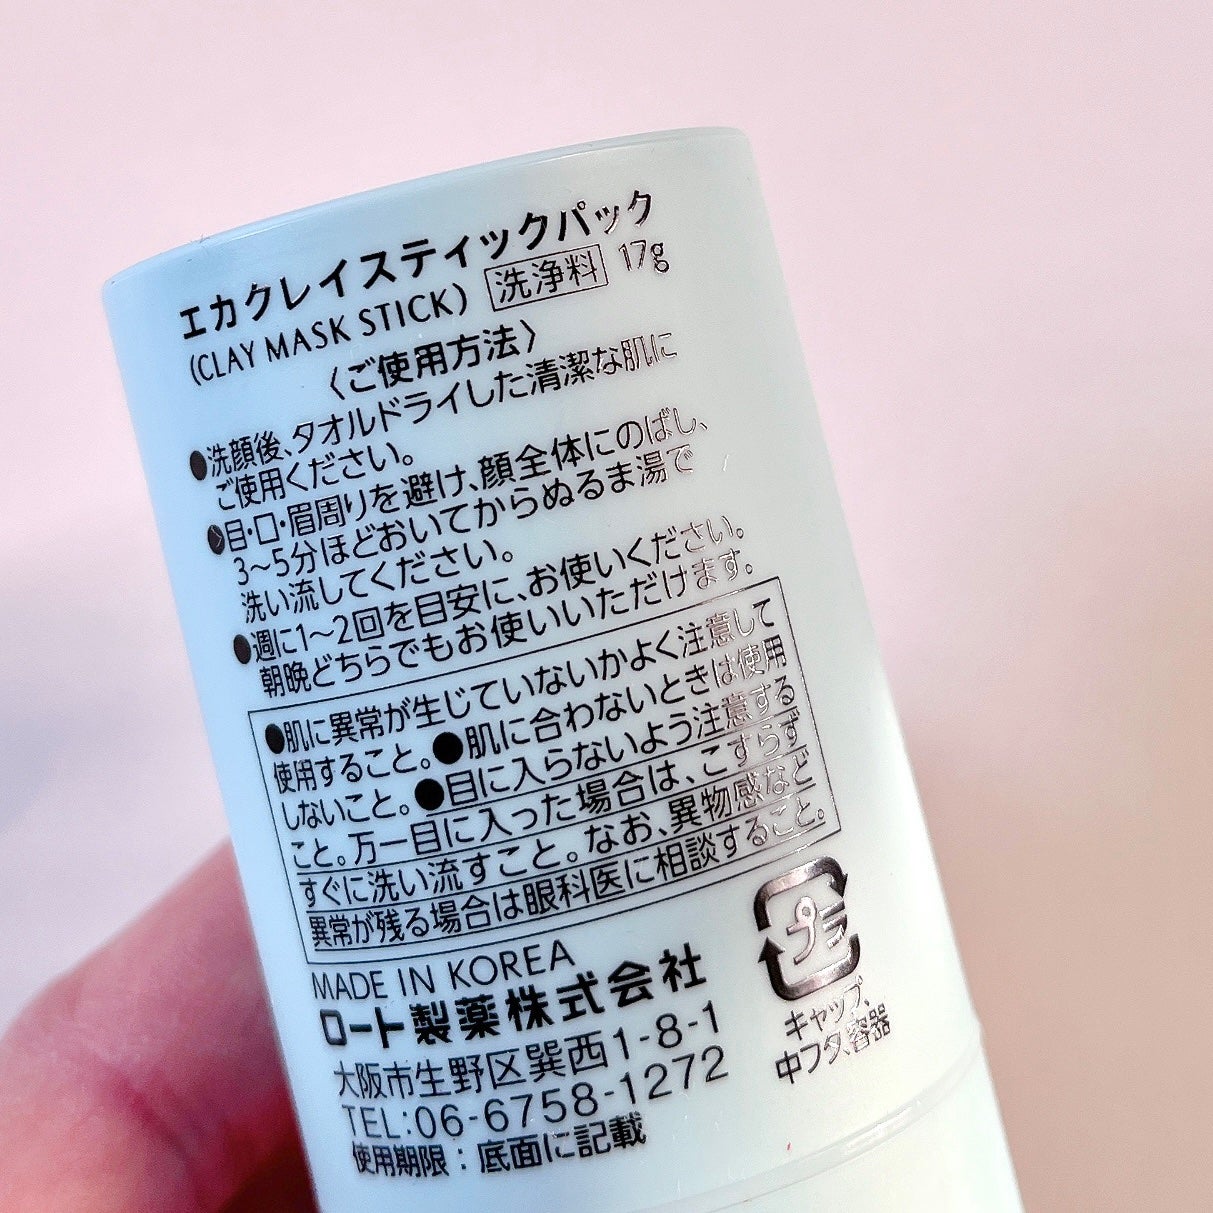 エカクレイスティックパック
(CLAY MASK STICK) 洗浄料 17g
〈ご使用方法〉
●洗顔後、タオルドライした清潔な肌に
ご使用ください。
●目・口・眉周りを避け、顔全体にのばし、
3～5分ほどおいてからぬるま湯で
洗い流してください。
●週に1～2回を目安に、お使いください。
朝晩どちらでもお使いいただけます。
●肌に異常が生じていないかよく注意して
使用すること。●肌に合わないときは使用
しないこと。●目に入らないよう注意する
こと。万一目に入った場合は、こすらず
すぐに洗い流すこと。なお、異物感など
異常が残る場合は眼科医に相談すること。
MADE IN KOREA
ロート製薬株式会社
大阪市生野区巽西1-8-1
TEL:06-6758-1272
使用期限：底面に記載
プ
キャップ、
中フタ、容器